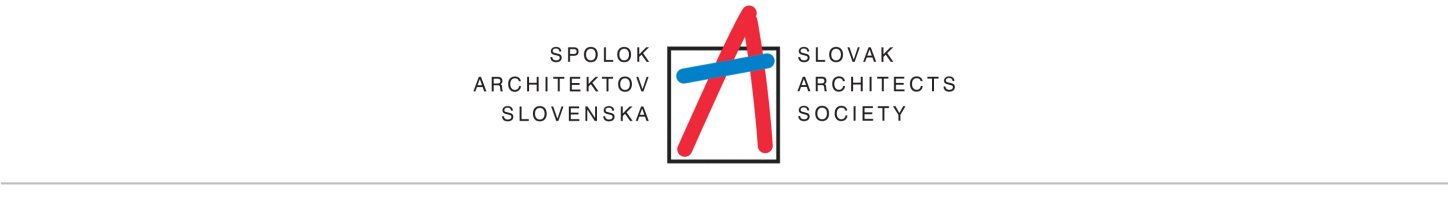 SPOLOK
ARCHITEKTOV
SLOVENSKA
SLOVAK
ARCHITECTS
SOCIETY